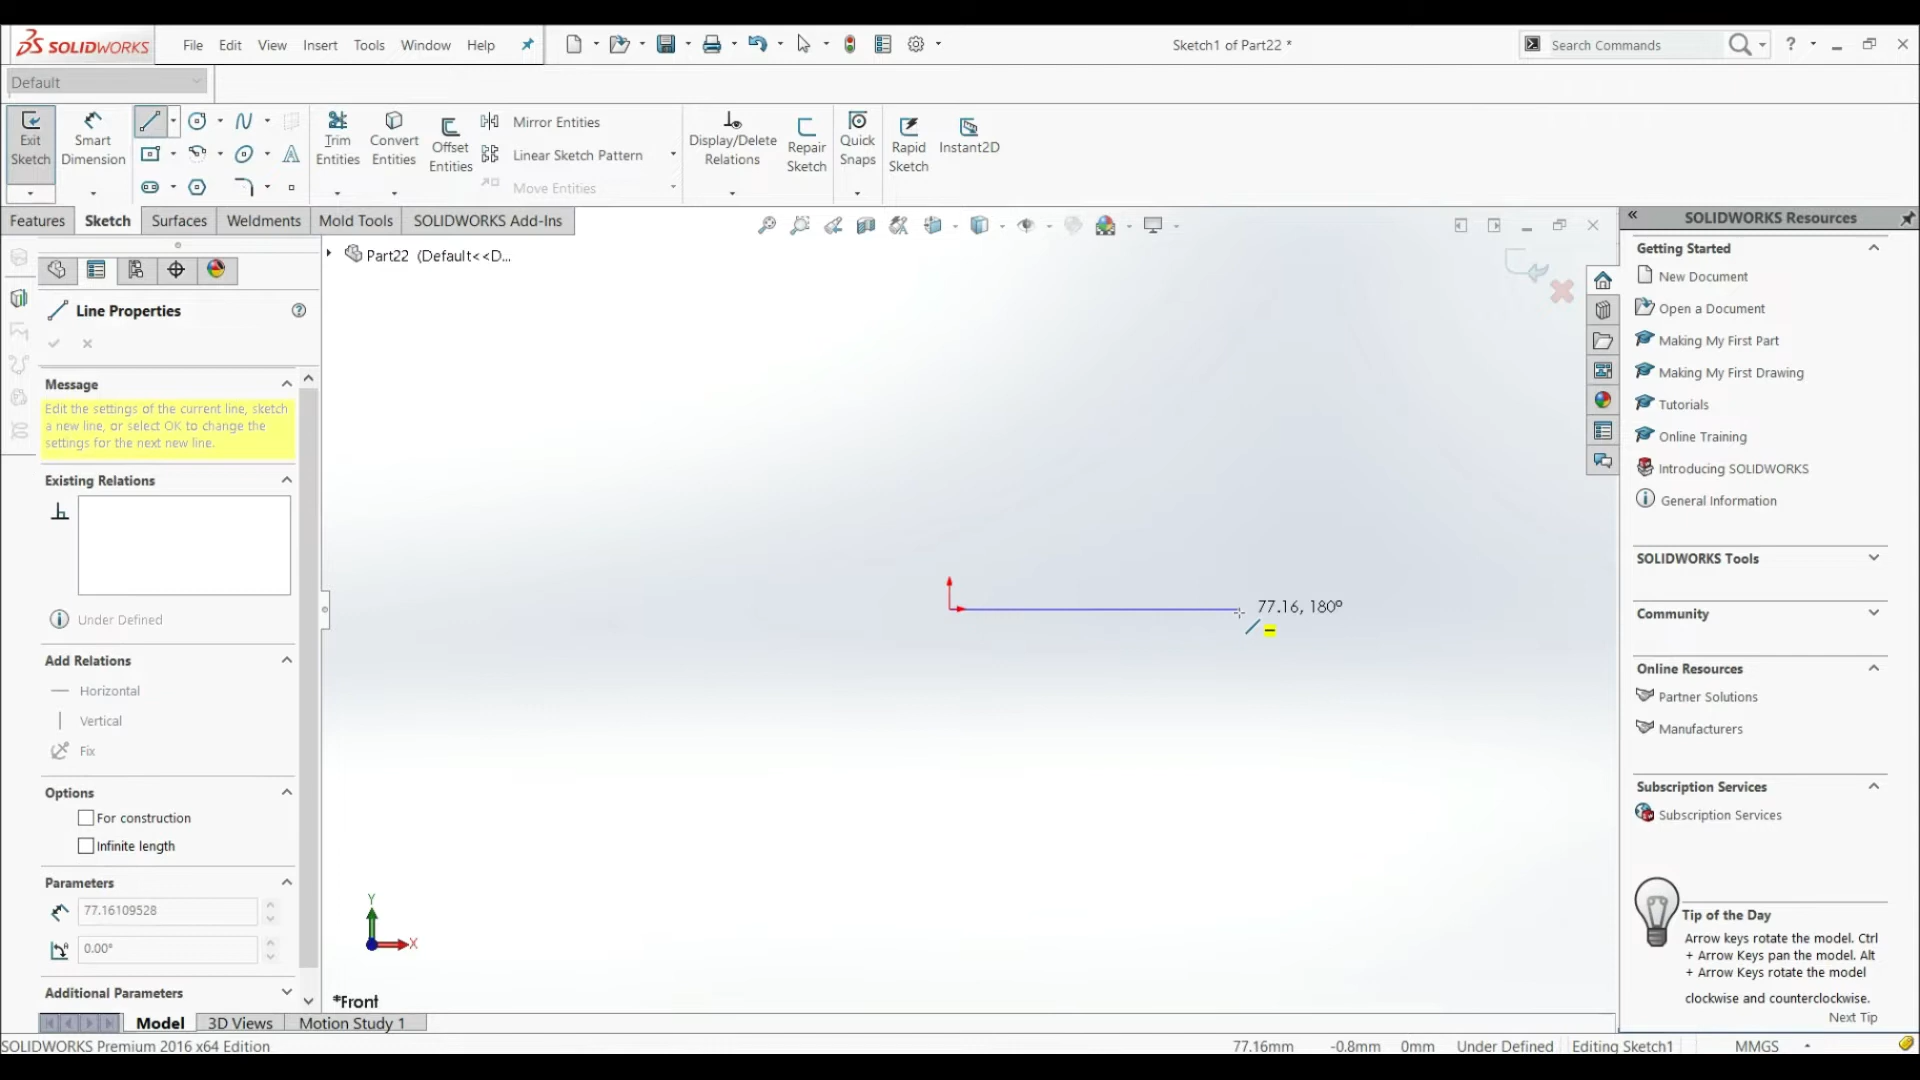 SOLIDWORKS
File Edit View Insert Tools Window Help
Sketch1 of Part22 *
Search Commands
?
Default
Exit Sketch
Smart Dimension
Trim Entities
Convert Entities
Offset Entities
Mirror Entities
Linear Sketch Pattern
Move Entities
Display/Delete Relations
Repair Sketch
Quick Snaps
Rapid Sketch
Instant2D
Features Sketch Surfaces Weldments Mold Tools SOLIDWORKS Add-Ins
Part22 (Default<<D...
Line Properties
Message
Edit the settings of the current line, sketch
a new line, or select OK to change the
settings for the next new line.
Existing Relations
Under Defined
Add Relations
Horizontal
Vertical
Fix
Options
For construction
Infinite length
Parameters
77.16109528
0.00°
Additional Parameters
77.16, 180°
Y
X
*Front
Model 3D Views Motion Study 1
SOLIDWORKS Premium 2016 x64 Edition
77.16mm -0.8mm 0mm Under Defined Editing Sketch1 MMGS
SOLIDWORKS Resources
Getting Started
New Document
Open a Document
Making My First Part
Making My First Drawing
Tutorials
Online Training
Introducing SOLIDWORKS
General Information
SOLIDWORKS Tools
Community
Online Resources
Partner Solutions
Manufacturers
Subscription Services
Subscription Services
Tip of the Day
Arrow keys rotate the model. Ctrl
+ Arrow Keys pan the model. Alt
+ Arrow Keys rotate the model
clockwise and counterclockwise.
Next Tip